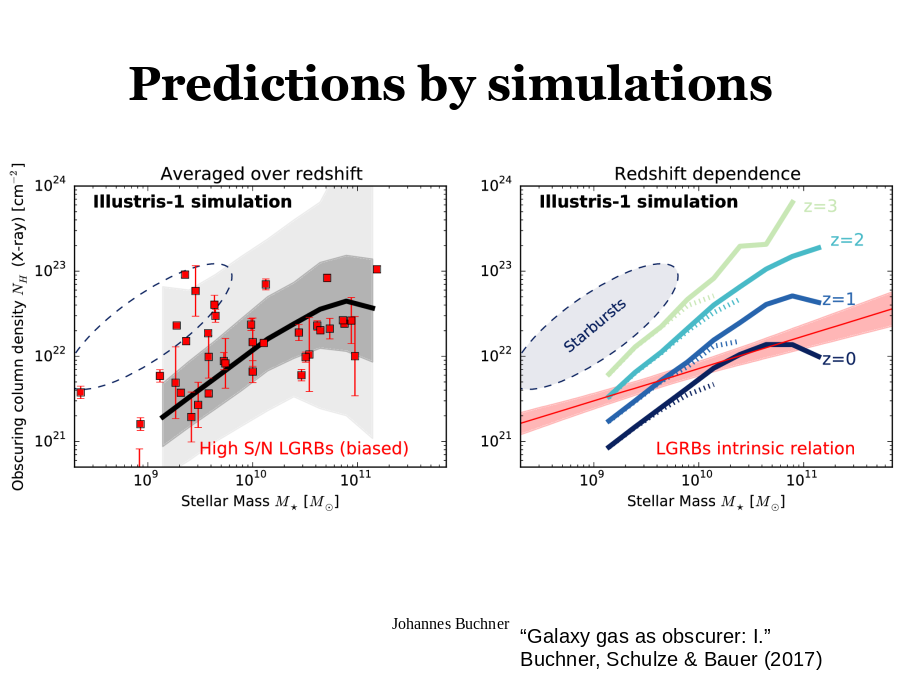 Predictions by simulations
Averaged over redshift
Obscuring column density N_H (X-ray) [cm^−2]
10^24
10^23
10^22
10^21
Illustris-1 simulation
High S/N LGRBs (biased)
10^9 10^10 10^11
Stellar Mass M⋆ [M⊙]
Redshift dependence
10^24
10^23
10^22
10^21
Illustris-1 simulation
z=3
z=2
z=1
z=0
Starbursts
LGRBs intrinsic relation
10^9 10^10 10^11
Stellar Mass M⋆ [M⊙]
Johannes Buchner
“Galaxy gas as obscurer: I.”
Buchner, Schulze & Bauer (2017)